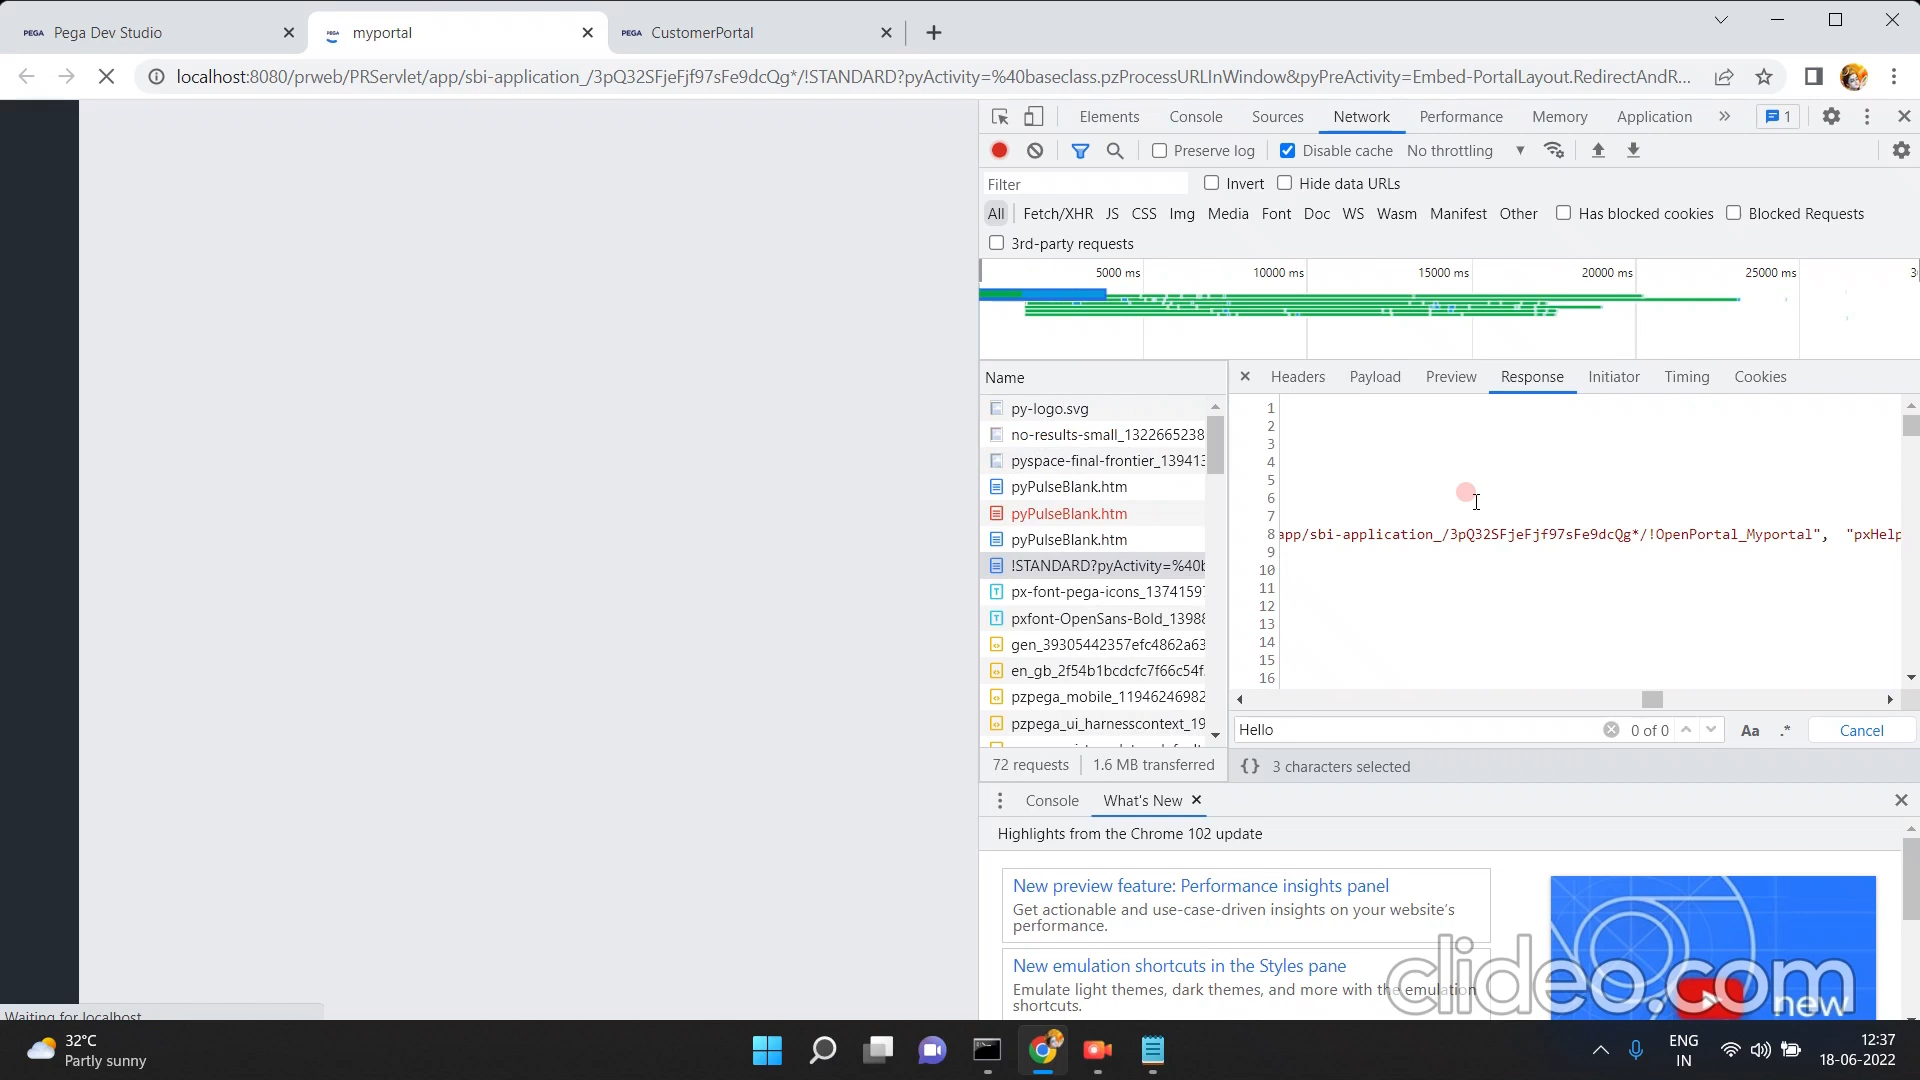 PEGA Pega Dev Studio
PEGA myportal
PEGA CustomerPortal
localhost:8080/prweb/PRServlet/app/sbi-application_/3pQ32SFjeFjf97sFe9dcQg*/!STANDARD?pyActivity=%40baseclass.pzProcessURLInWindow&pyPreActivity=Embed-PortalLayout.RedirectAndR...
Elements Console Sources Network Performance Memory Application 1
Preserve log Disable cache No throttling
Filter Invert Hide data URLs
All Fetch/XHR JS CSS Img Media Font Doc WS Wasm Manifest Other Has blocked cookies Blocked Requests
3rd-party requests
5000 ms 10000 ms 15000 ms 20000 ms 25000 ms 3
Name
py-logo.svg
no-results-small_1322665238
pyspace-final-frontier_13941
pyPulseBlank.htm
pyPulseBlank.htm
pyPulseBlank.htm
!STANDARD?pyActivity=%40b
px-font-pega-icons_1374159
pxfont-OpenSans-Bold_1398
gen_39305442357efc4862a63
en_gb_2f54b1bcdcfc7f66c54f
pzpega_mobile_11946246982
pzpega_ui_harnesscontext_19
72 requests 1.6 MB transferred
Headers Payload Preview Response Initiator Timing Cookies
1
2
3
4
5
6
7
8 app/sbi-application_/3pQ32SFjeFjf97sFe9dcQg*/!OpenPortal_Myportal", "pxHelp
9
10
11
12
13
14
15
16
Hello 0 of 0 Aa .* Cancel
{} 3 characters selected
Console What's New
Highlights from the Chrome 102 update
New preview feature: Performance insights panel
Get actionable and use-case-driven insights on your website's
performance.
New emulation shortcuts in the Styles pane
Emulate light themes, dark themes, and more with the emulation
shortcuts.
new
clideo.com
Waiting for localhost
32°C
Partly sunny
ENG
IN
12:37
18-06-2022